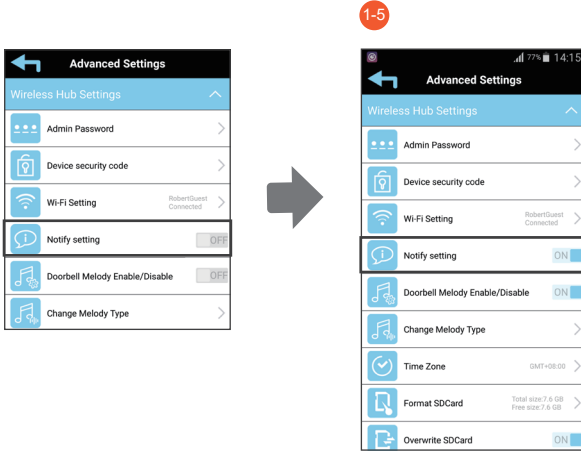 Advanced Settings
Wireless Hub Settings
Admin Password
Device security code
Wi-Fi Setting
RobertGuest
Connected
Notify setting
OFF
Doorbell Melody Enable/Disable
OFF
Change Melody Type
1-5
77% 14:15
Advanced Settings
Wireless Hub Settings
Admin Password
Device security code
Wi-Fi Setting
RobertGuest
Connected
Notify setting
ON
Doorbell Melody Enable/Disable
ON
Change Melody Type
Time Zone
GMT+08:00
Format SDCard
Total size:7.6 GB
Free size:7.6 GB
Overwrite SDCard
ON